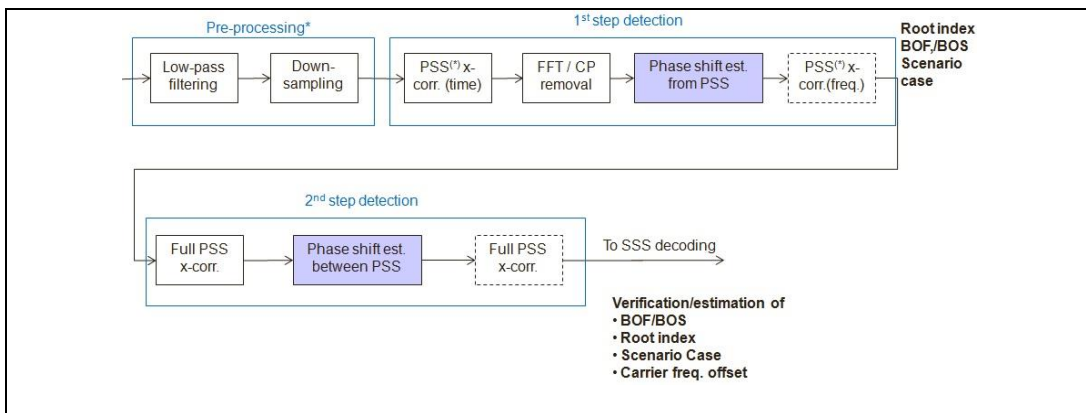 Pre-processing*
1st step detection
Root index
BOF,/BOS
Scenario
case
Low-pass
filtering
Down-
sampling
PSS(*) x-
corr. (time)
FFT / CP
removal
Phase shift est.
from PSS
PSS(*) x-
corr.(freq.)
2nd step detection
Full PSS
x-corr.
Phase shift est.
between PSS
Full PSS
x-corr.
To SSS decoding
Verification/estimation of
• BOF/BOS
• Root index
• Scenario Case
• Carrier freq. offset